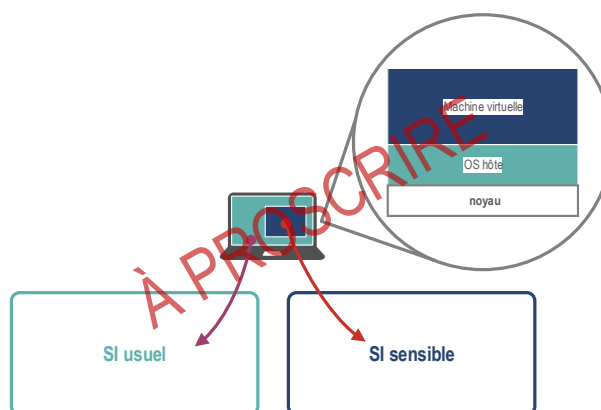 Machine virtuelle
OS hôte
noyau
À PROSCRIRE
SI usuel
SI sensible